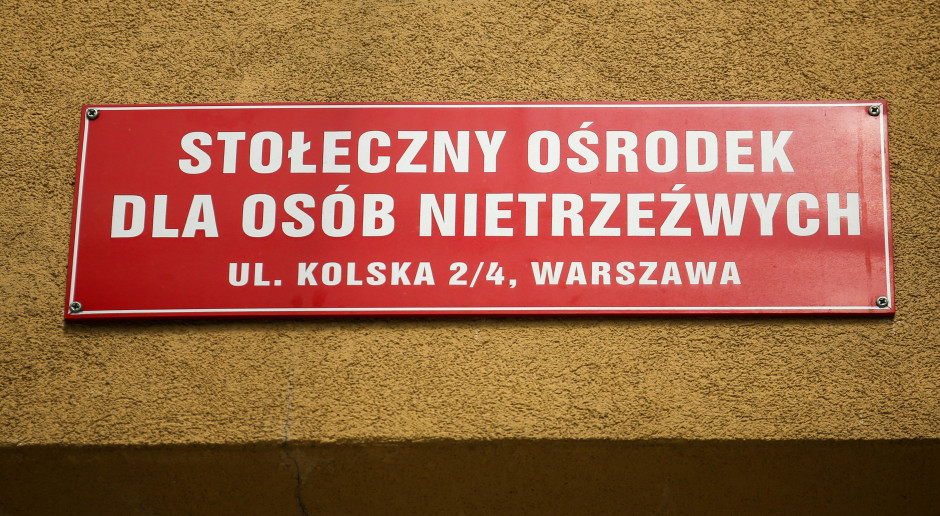 STOŁECZNY OŚRODEK
DLA OSÓB NIETRZEŹWYCH
UL. KOLSKA 2/4, WARSZAWA